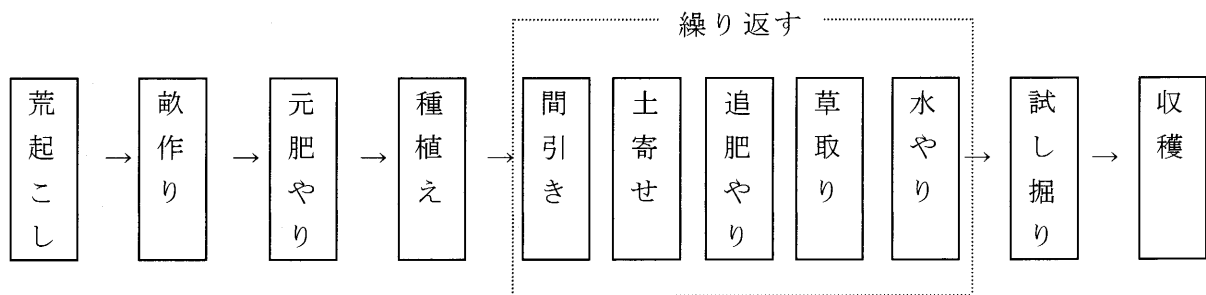 繰り返す
荒起こし
→
畝作り
→
元肥やり
→
種植え
→
間引き
土寄せ
追肥やり
草取り
水やり
→
試し掘り
→
収穫